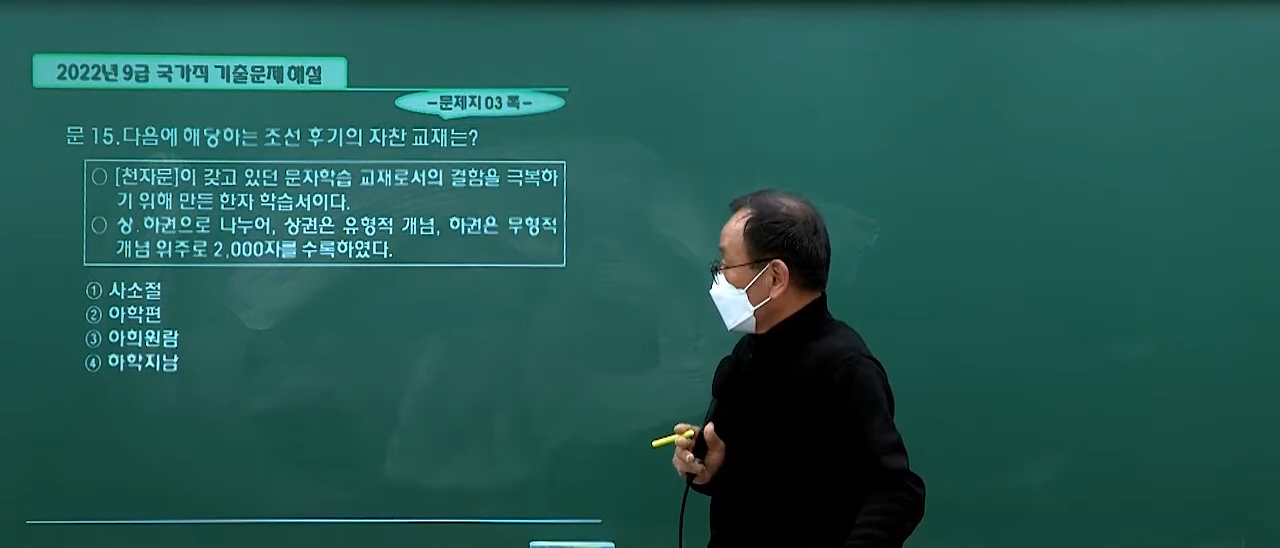 2022년 9급 국가직 기출문제 해설
-문제지 03 쪽-
문 15.다음에 해당하는 조선 후기의 자찬 교재는?
○ [천자문]이 갖고 있던 문자학습 교재로서의 결함을 극복하
기 위해 만든 한자 학습서이다.
○ 상·하권으로 나누어, 상권은 유형적 개념, 하권은 무형적
개념 위주로 2,000자를 수록하였다.
① 사소절
② 아학편
③ 아희원람
④ 하학지남